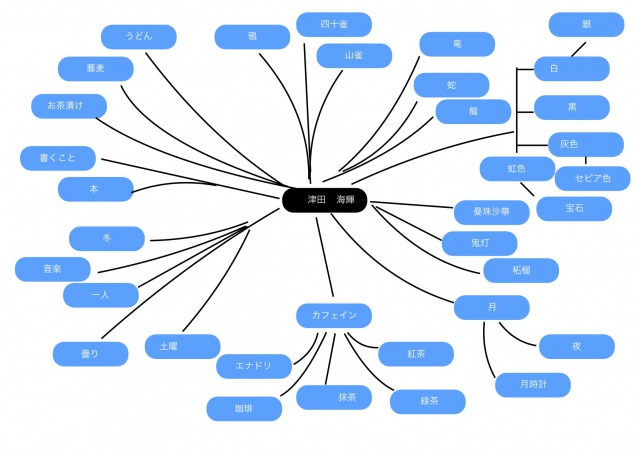 四十雀
銀
うどん
鴉
竜
山雀
蕎麦
白
蛇
お茶漬け
黒
龍
灰色
書くこと
虹色
セピア色
本
津田 海輝
宝石
曼珠沙華
冬
鬼灯
音楽
柘榴
一人
月
カフェイン
曇り
土曜
紅茶
夜
エナドリ
月時計
抹茶
緑茶
珈琲